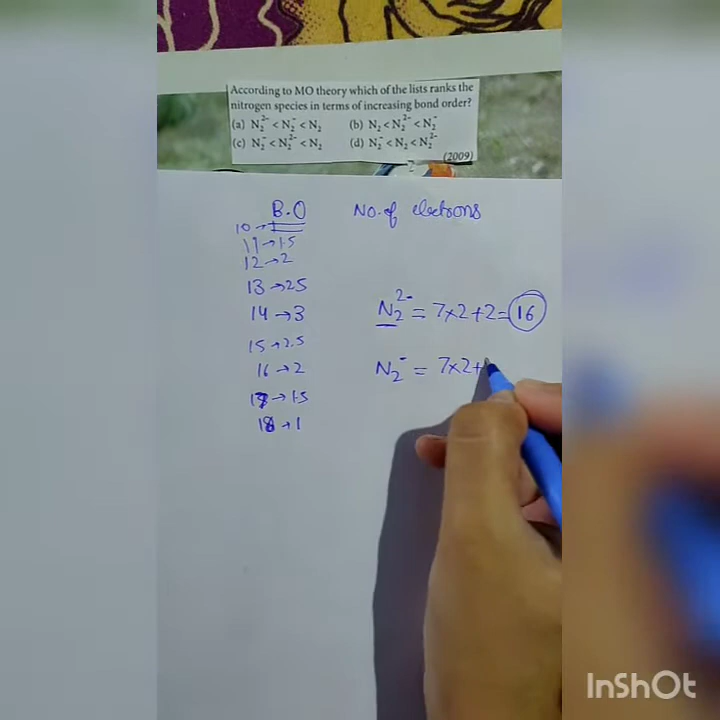 According to MO theory which of the lists ranks the
nitrogen species in terms of increasing bond order?
(a) N₂²⁻ < N₂⁻ < N₂ (b) N₂ < N₂²⁻ < N₂⁻
(c) N₂⁻ < N₂²⁻ < N₂ (d) N₂⁻ < N₂ < N₂²⁻
(2009)
B.O No. of electrons
10→1
11→1.5
12→2
13→2.5
14→3
15→2.5
16→2
17→1.5
18→1
N₂²⁻ = 7×2+2=16
N₂⁻ = 7×2+
InShOt